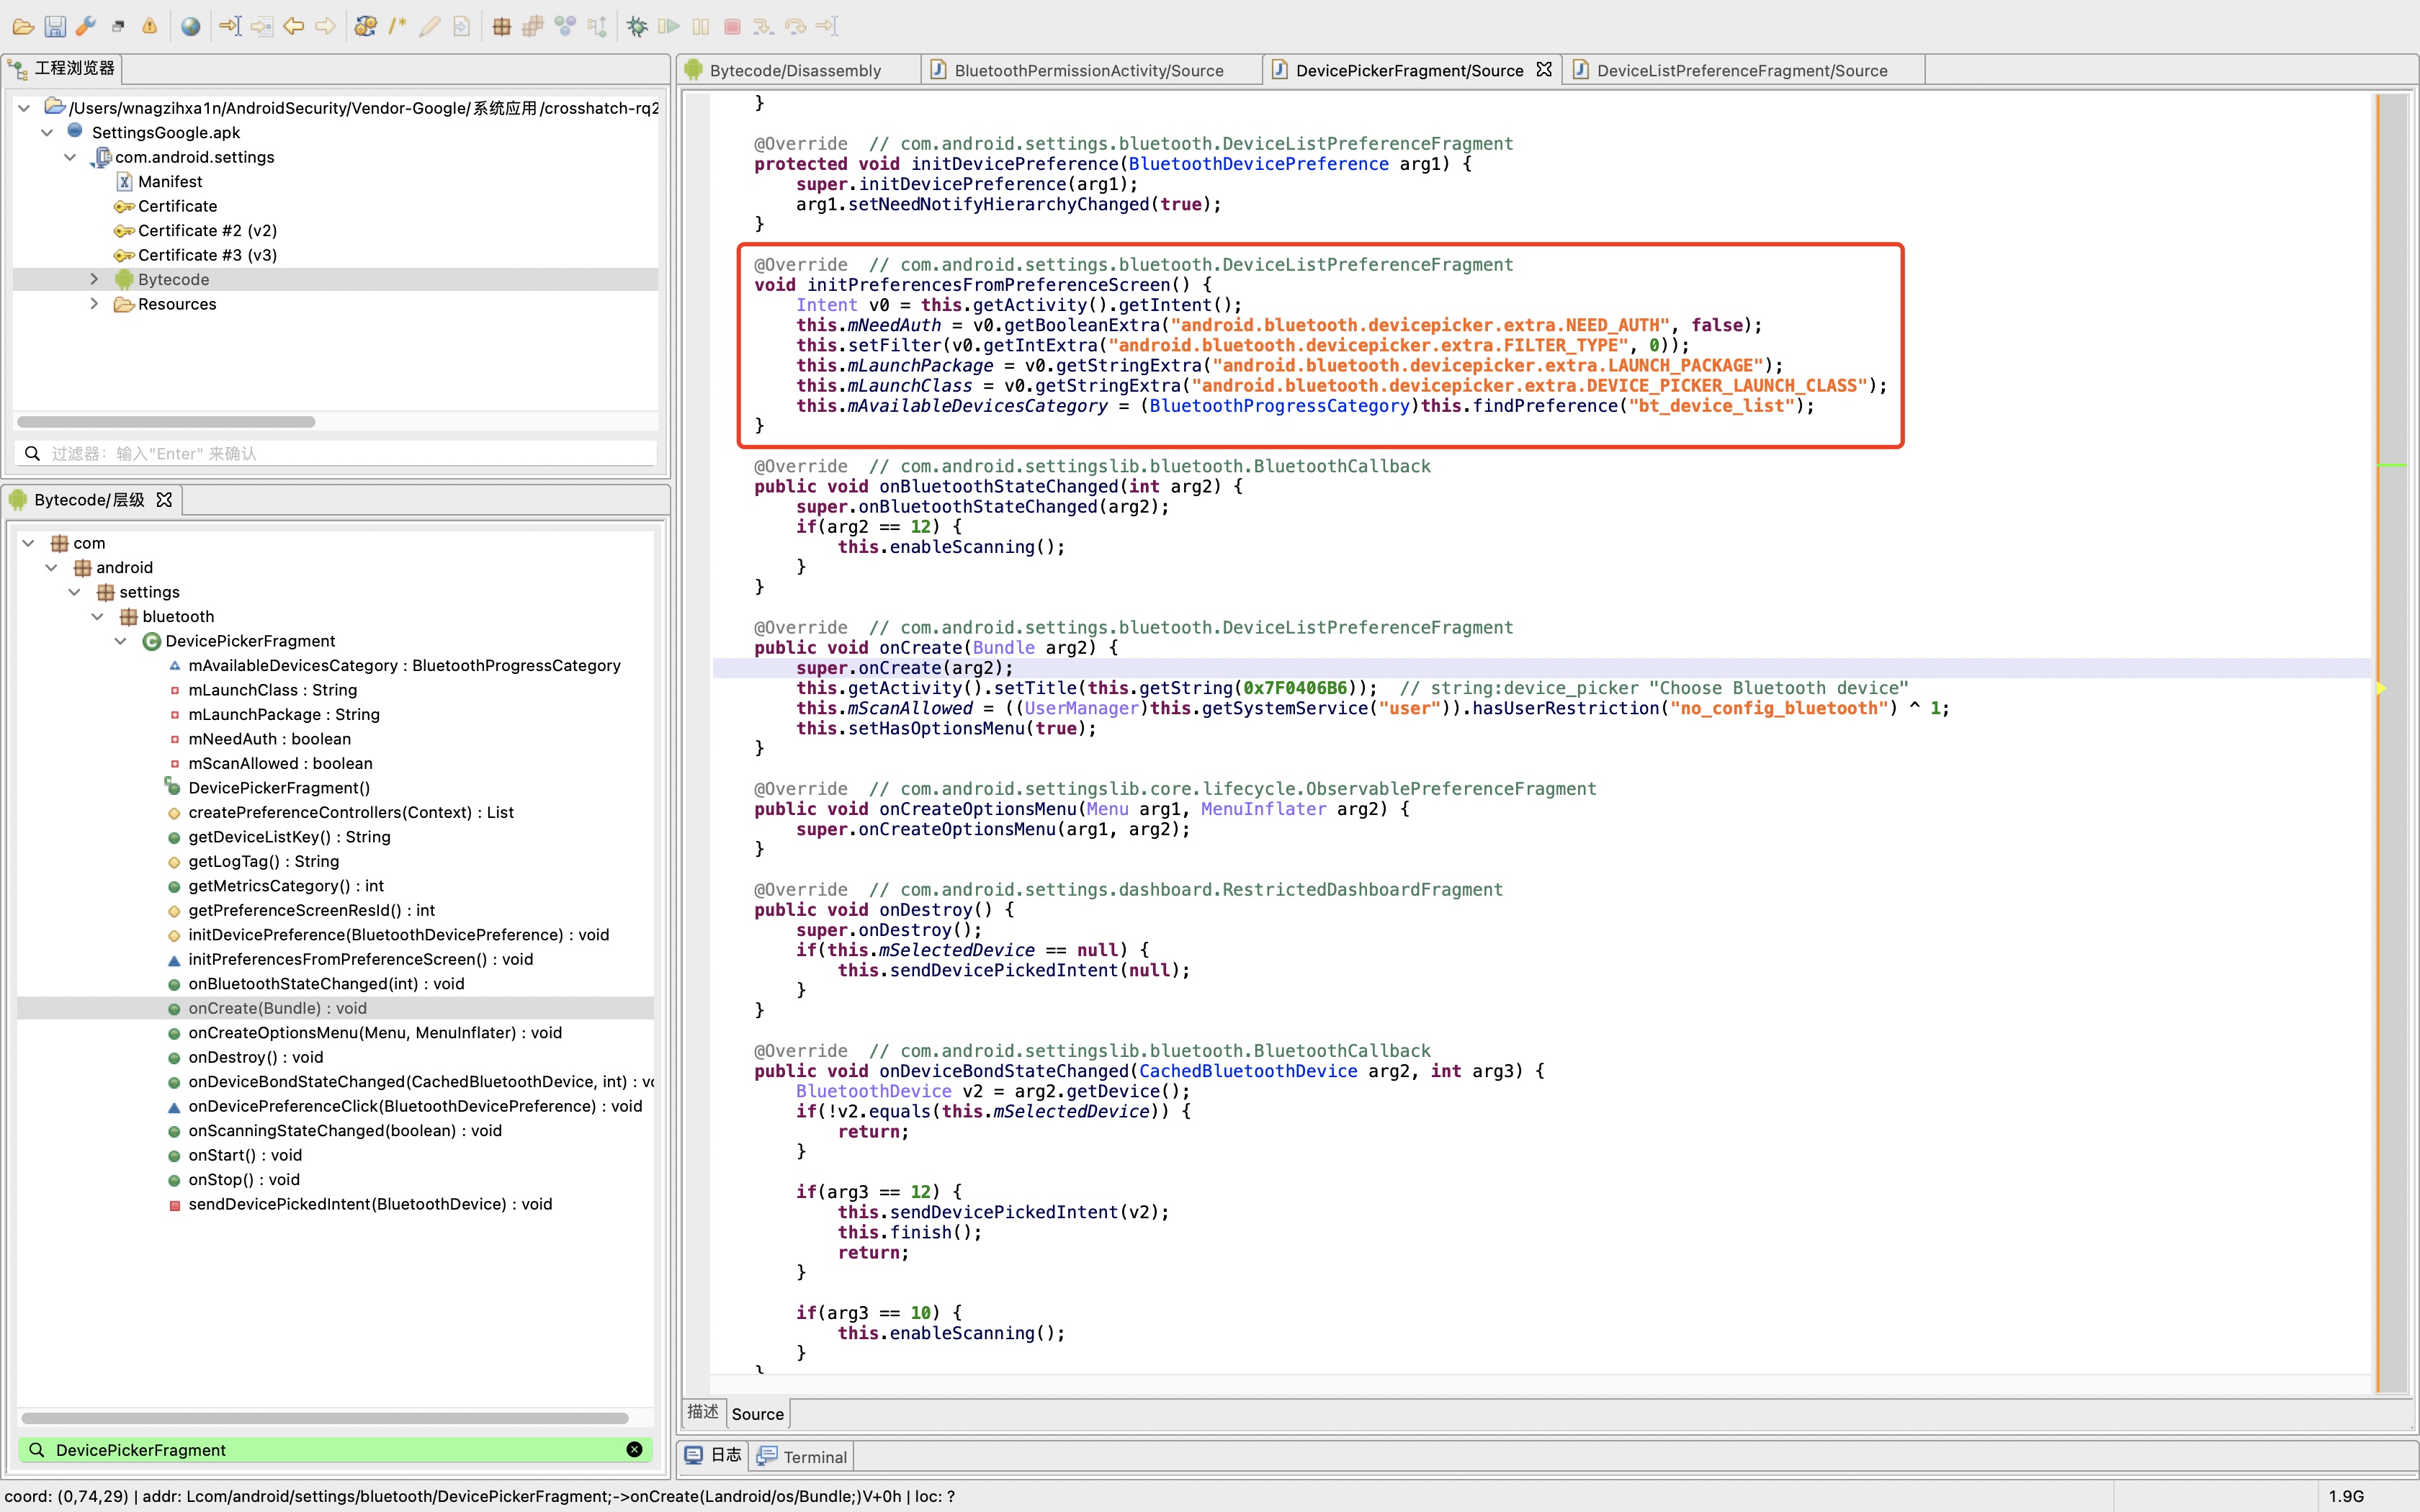 工程浏览器
/Users/wnagzihxa1n/AndroidSecurity/Vendor-Google/系统应用/crosshatch-rq2
SettingsGoogle.apk
com.android.settings
Manifest
Certificate
Certificate #2 (v2)
Certificate #3 (v3)
Bytecode
Resources
过滤器：输入"Enter" 来确认
Bytecode/层级
com
android
settings
bluetooth
DevicePickerFragment
mAvailableDevicesCategory : BluetoothProgressCategory
mLaunchClass : String
mLaunchPackage : String
mNeedAuth : boolean
mScanAllowed : boolean
DevicePickerFragment()
createPreferenceControllers(Context) : List
getDeviceListKey() : String
getLogTag() : String
getMetricsCategory() : int
getPreferenceScreenResId() : int
initDevicePreference(BluetoothDevicePreference) : void
initPreferencesFromPreferenceScreen() : void
onBluetoothStateChanged(int) : void
onCreate(Bundle) : void
onCreateOptionsMenu(Menu, MenuInflater) : void
onDestroy() : void
onDeviceBondStateChanged(CachedBluetoothDevice, int) : vo
onDevicePreferenceClick(BluetoothDevicePreference) : void
onScanningStateChanged(boolean) : void
onStart() : void
onStop() : void
sendDevicePickedIntent(BluetoothDevice) : void
DevicePickerFragment
Bytecode/Disassembly
BluetoothPermissionActivity/Source
DevicePickerFragment/Source
DeviceListPreferenceFragment/Source
}
@Override  // com.android.settings.bluetooth.DeviceListPreferenceFragment
protected void initDevicePreference(BluetoothDevicePreference arg1) {
super.initDevicePreference(arg1);
arg1.setNeedNotifyHierarchyChanged(true);
}
@Override  // com.android.settings.bluetooth.DeviceListPreferenceFragment
void initPreferencesFromPreferenceScreen() {
Intent v0 = this.getActivity().getIntent();
this.mNeedAuth = v0.getBooleanExtra("android.bluetooth.devicepicker.extra.NEED_AUTH", false);
this.setFilter(v0.getIntExtra("android.bluetooth.devicepicker.extra.FILTER_TYPE", 0));
this.mLaunchPackage = v0.getStringExtra("android.bluetooth.devicepicker.extra.LAUNCH_PACKAGE");
this.mLaunchClass = v0.getStringExtra("android.bluetooth.devicepicker.extra.DEVICE_PICKER_LAUNCH_CLASS");
this.mAvailableDevicesCategory = (BluetoothProgressCategory)this.findPreference("bt_device_list");
}
@Override  // com.android.settingslib.bluetooth.BluetoothCallback
public void onBluetoothStateChanged(int arg2) {
super.onBluetoothStateChanged(arg2);
if(arg2 == 12) {
this.enableScanning();
}
}
@Override  // com.android.settings.bluetooth.DeviceListPreferenceFragment
public void onCreate(Bundle arg2) {
super.onCreate(arg2);
this.getActivity().setTitle(this.getString(0x7F0406B6));  // string:device_picker "Choose Bluetooth device"
this.mScanAllowed = ((UserManager)this.getSystemService("user")).hasUserRestriction("no_config_bluetooth") ^ 1;
this.setHasOptionsMenu(true);
}
@Override  // com.android.settingslib.core.lifecycle.ObservablePreferenceFragment
public void onCreateOptionsMenu(Menu arg1, MenuInflater arg2) {
super.onCreateOptionsMenu(arg1, arg2);
}
@Override  // com.android.settings.dashboard.RestrictedDashboardFragment
public void onDestroy() {
super.onDestroy();
if(this.mSelectedDevice == null) {
this.sendDevicePickedIntent(null);
}
}
@Override  // com.android.settingslib.bluetooth.BluetoothCallback
public void onDeviceBondStateChanged(CachedBluetoothDevice arg2, int arg3) {
BluetoothDevice v2 = arg2.getDevice();
if(!v2.equals(this.mSelectedDevice)) {
return;
}
if(arg3 == 12) {
this.sendDevicePickedIntent(v2);
this.finish();
return;
}
if(arg3 == 10) {
this.enableScanning();
}
}
描述
Source
日志
Terminal
coord: (0,74,29) | addr: Lcom/android/settings/bluetooth/DevicePickerFragment;->onCreate(Landroid/os/Bundle;)V+0h | loc: ?
1.9G